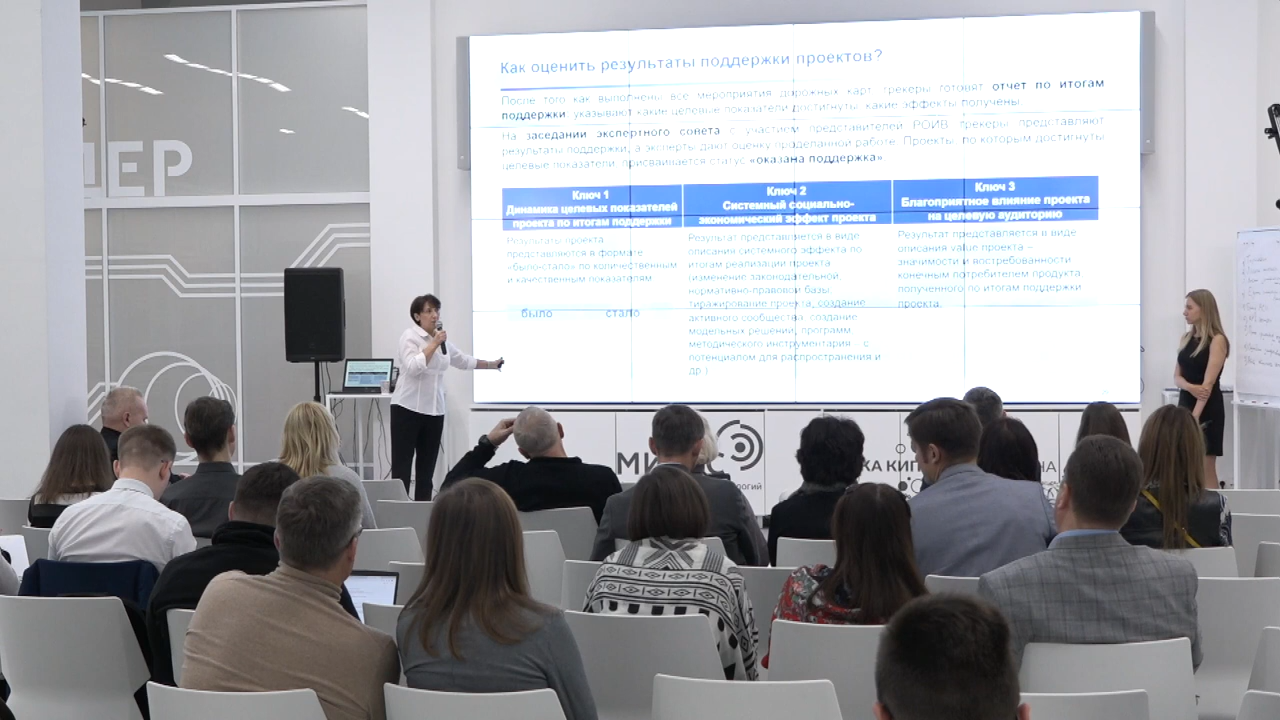 Как оценить результаты поддержки проектов?
После того как выполнены все мероприятия дорожных карт, трекеры готовят отчет по итогам
поддержки, указывают какие целевые показатели достигнуты, какие эффекты получены.
На заседании экспертного совета с участием представителей РОИВ трекеры представляют
результаты поддержки, а эксперты дают оценку проделанной работе. Проекты, по которым достигнуты
целевые показатели, присваивается статус «оказана поддержка»
Ключ 1
Динамика целевых показателей
проекта по итогам поддержки
Результаты проекта
представляются в формате
«было-стало» по количественным
и качественным показателям
было стало
Ключ 2
Системный социально-
экономический эффект проекта
Результат представляется в виде
описания системного эффекта по
итогам реализации проекта
(изменение законодательной,
нормативно-правовой базы,
тиражирование проекта, создание
активного сообщества, создание
модельных решений, программ,
методического инструментария – с
потенциалом для распространения и
др.)
Ключ 3
Благоприятное влияние проекта
на целевую аудиторию
Результат представляется в виде
описания value проекта –
значимости и востребованности
конечным потребителем продукта
полученного по итогам поддержки
проекта.